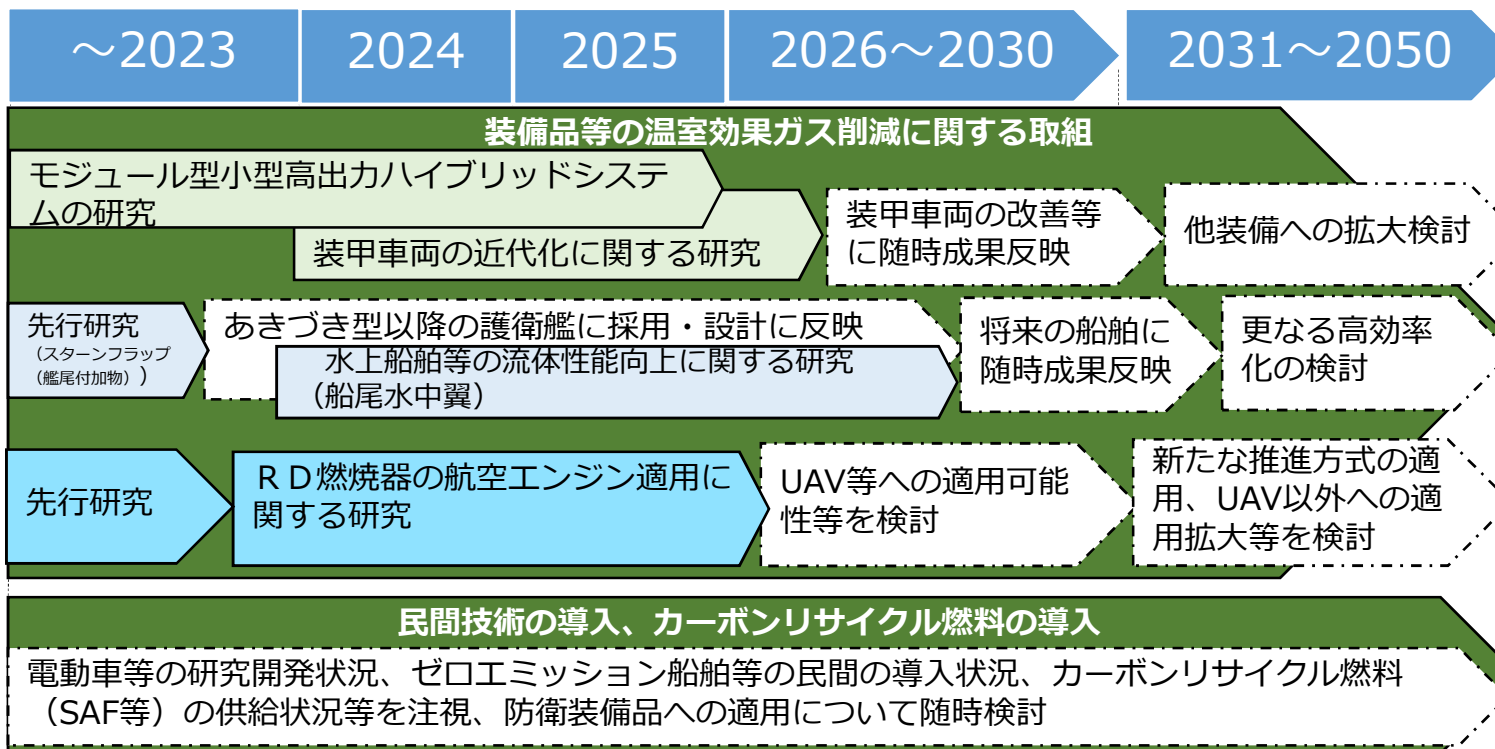 ～2023
2024
2025
2026～2030
2031～2050
装備品等の温室効果ガス削減に関する取組
モジュール型小型高出力ハイブリッドシステ
ムの研究
装甲車両の近代化に関する研究
装甲車両の改善等
に随時成果反映
他装備への拡大検討
先行研究
（スターンフラップ
（艦尾付加物））
あきづき型以降の護衛艦に採用・設計に反映
水上船舶等の流体性能向上に関する研究
（船尾水中翼）
将来の船舶に
随時成果反映
更なる高効率
化の検討
先行研究
ＲＤ燃焼器の航空エンジン適用に
関する研究
UAV等への適用可能
性等を検討
新たな推進方式の適
用、UAV以外への適
用拡大等を検討
民間技術の導入、カーボンリサイクル燃料の導入
電動車等の研究開発状況、ゼロエミッション船舶等の民間の導入状況、カーボンリサイクル燃料
（SAF等）の供給状況等を注視、防衛装備品への適用について随時検討